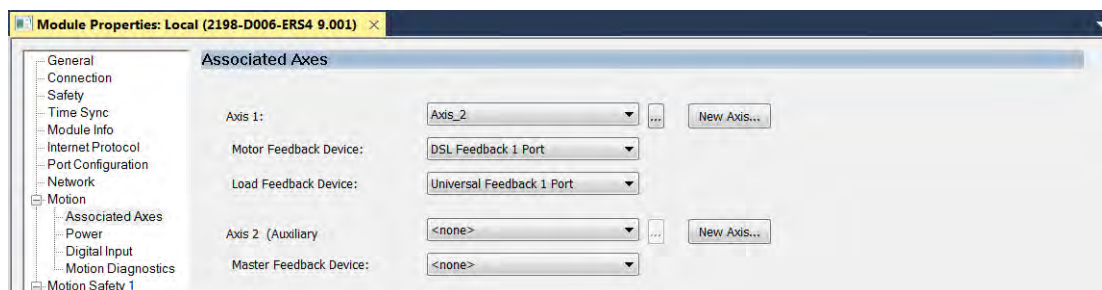 Module Properties: Local (2198-D006-ERS4 9.001) ×
General
Connection
Safety
Time Sync
Module Info
Internet Protocol
Port Configuration
Network
Motion
Associated Axes
Power
Digital Input
Motion Diagnostics
Motion Safety 1
Associated Axes
Axis 1: Axis_2 ... New Axis...
Motor Feedback Device: DSL Feedback 1 Port
Load Feedback Device: Universal Feedback 1 Port
Axis 2 (Auxiliary <none> ... New Axis...
Master Feedback Device: <none>